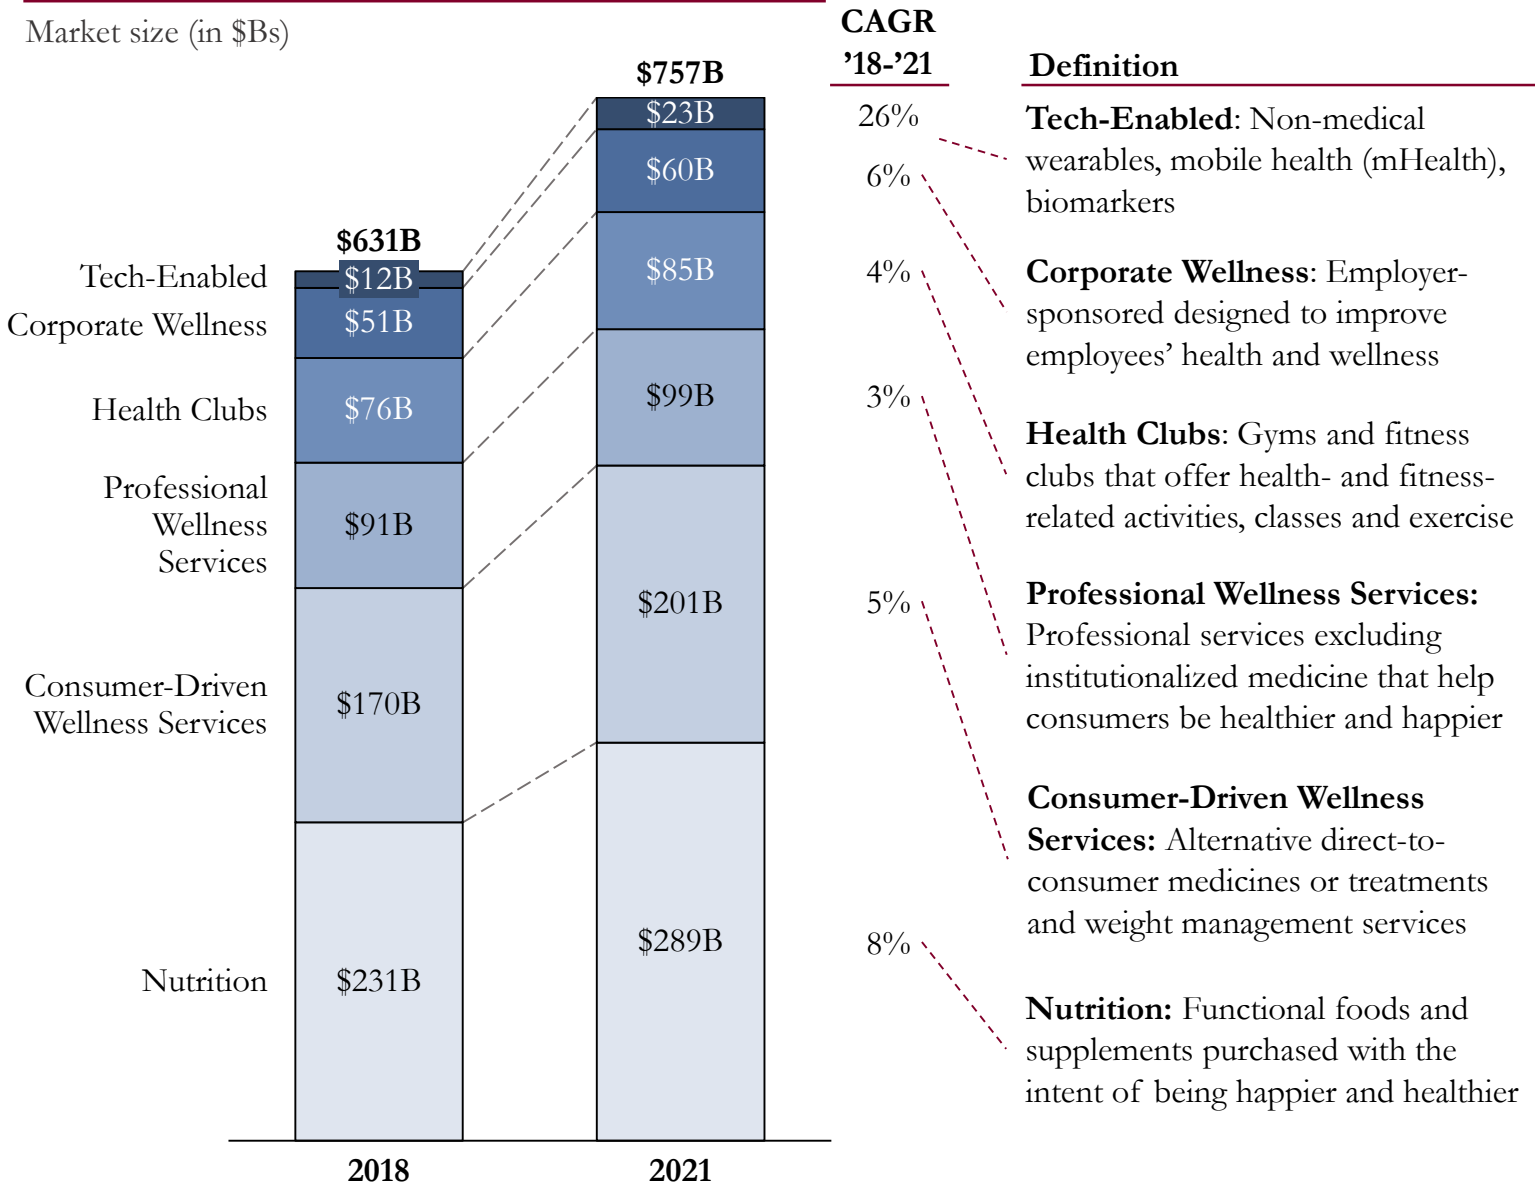 Market size (in $Bs)
CAGR
’18-’21
Definition
$757B
$23B
$60B
$85B
$99B
$201B
$289B
2021
$631B
$12B
$51B
$76B
$91B
$170B
$231B
2018
Tech-Enabled
Corporate Wellness
Health Clubs
Professional
Wellness
Services
Consumer-Driven
Wellness Services
Nutrition
26%
6%
4%
3%
5%
8%
Tech-Enabled: Non-medical
wearables, mobile health (mHealth),
biomarkers
Corporate Wellness: Employer-
sponsored designed to improve
employees’ health and wellness
Health Clubs: Gyms and fitness
clubs that offer health- and fitness-
related activities, classes and exercise
Professional Wellness Services:
Professional services excluding
institutionalized medicine that help
consumers be healthier and happier
Consumer-Driven Wellness
Services: Alternative direct-to-
consumer medicines or treatments
and weight management services
Nutrition: Functional foods and
supplements purchased with the
intent of being happier and healthier